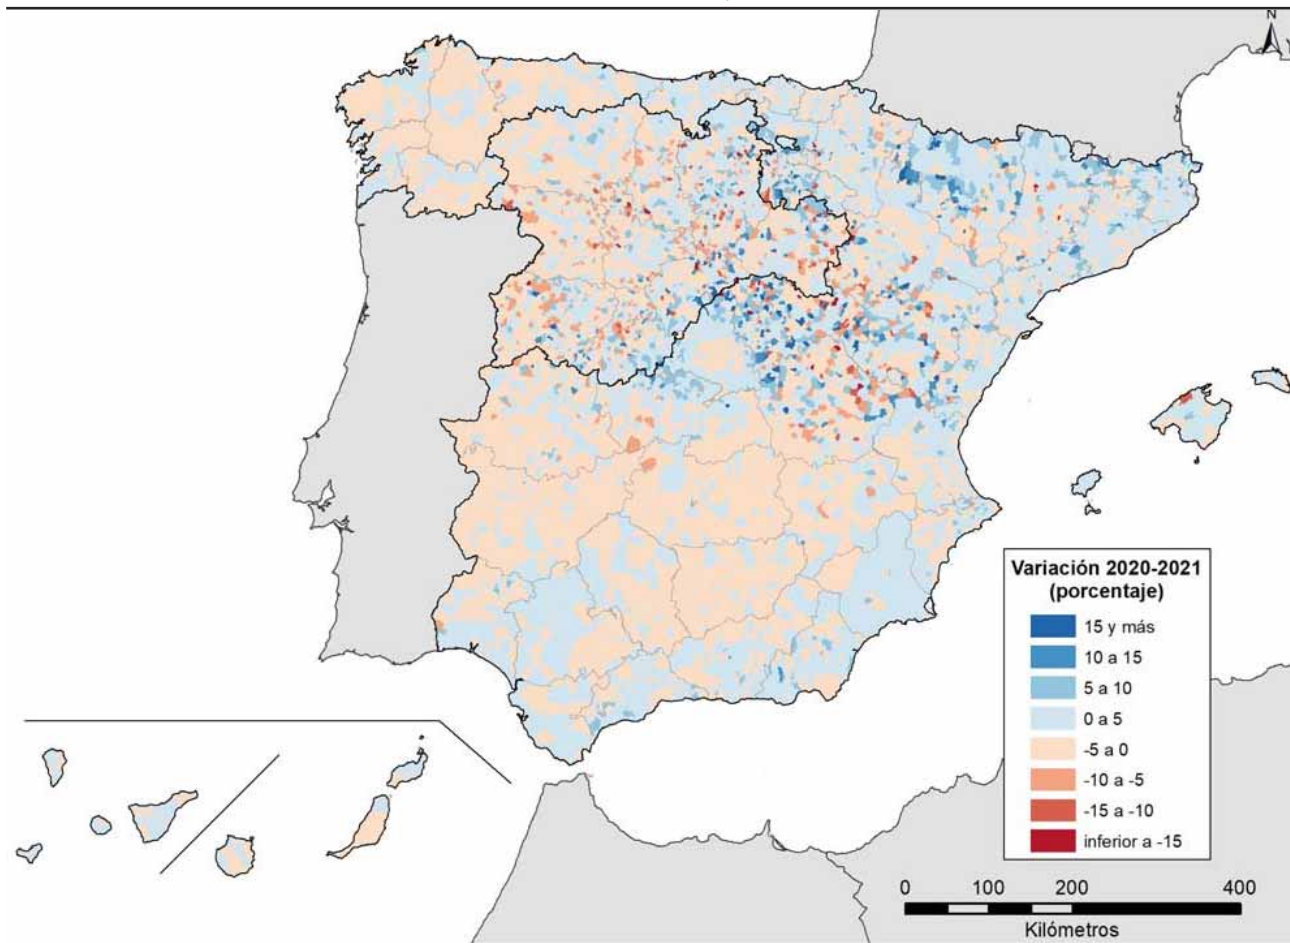 N
Variación 2020-2021
(porcentaje)
15 y más
10 a 15
5 a 10
0 a 5
-5 a 0
-10 a -5
-15 a -10
inferior a -15
0 100 200 400
Kilómetros